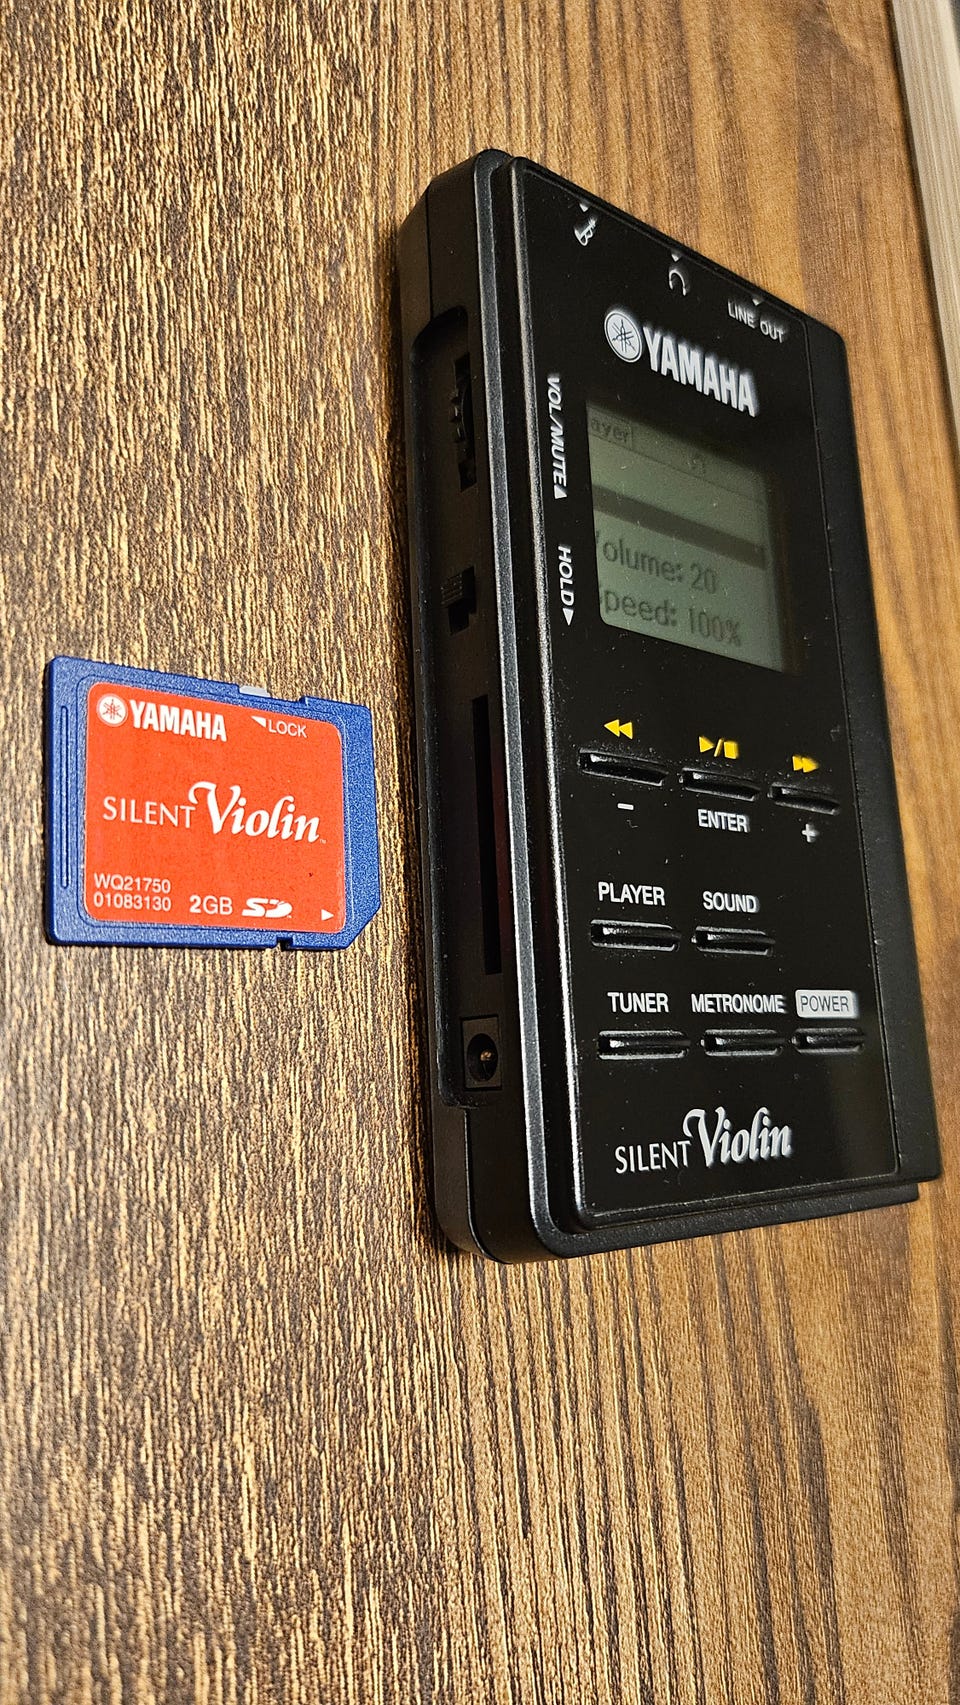 YAMAHA
LOCK
SILENT Violin
WQ21750
01083130 2GB SD
LINE OUT
YAMAHA
VOL/MUTE
HOLD
ayer
olume: 20
peed: 100%
−
ENTER
+
PLAYER SOUND
TUNER METRONOME POWER
SILENT Violin